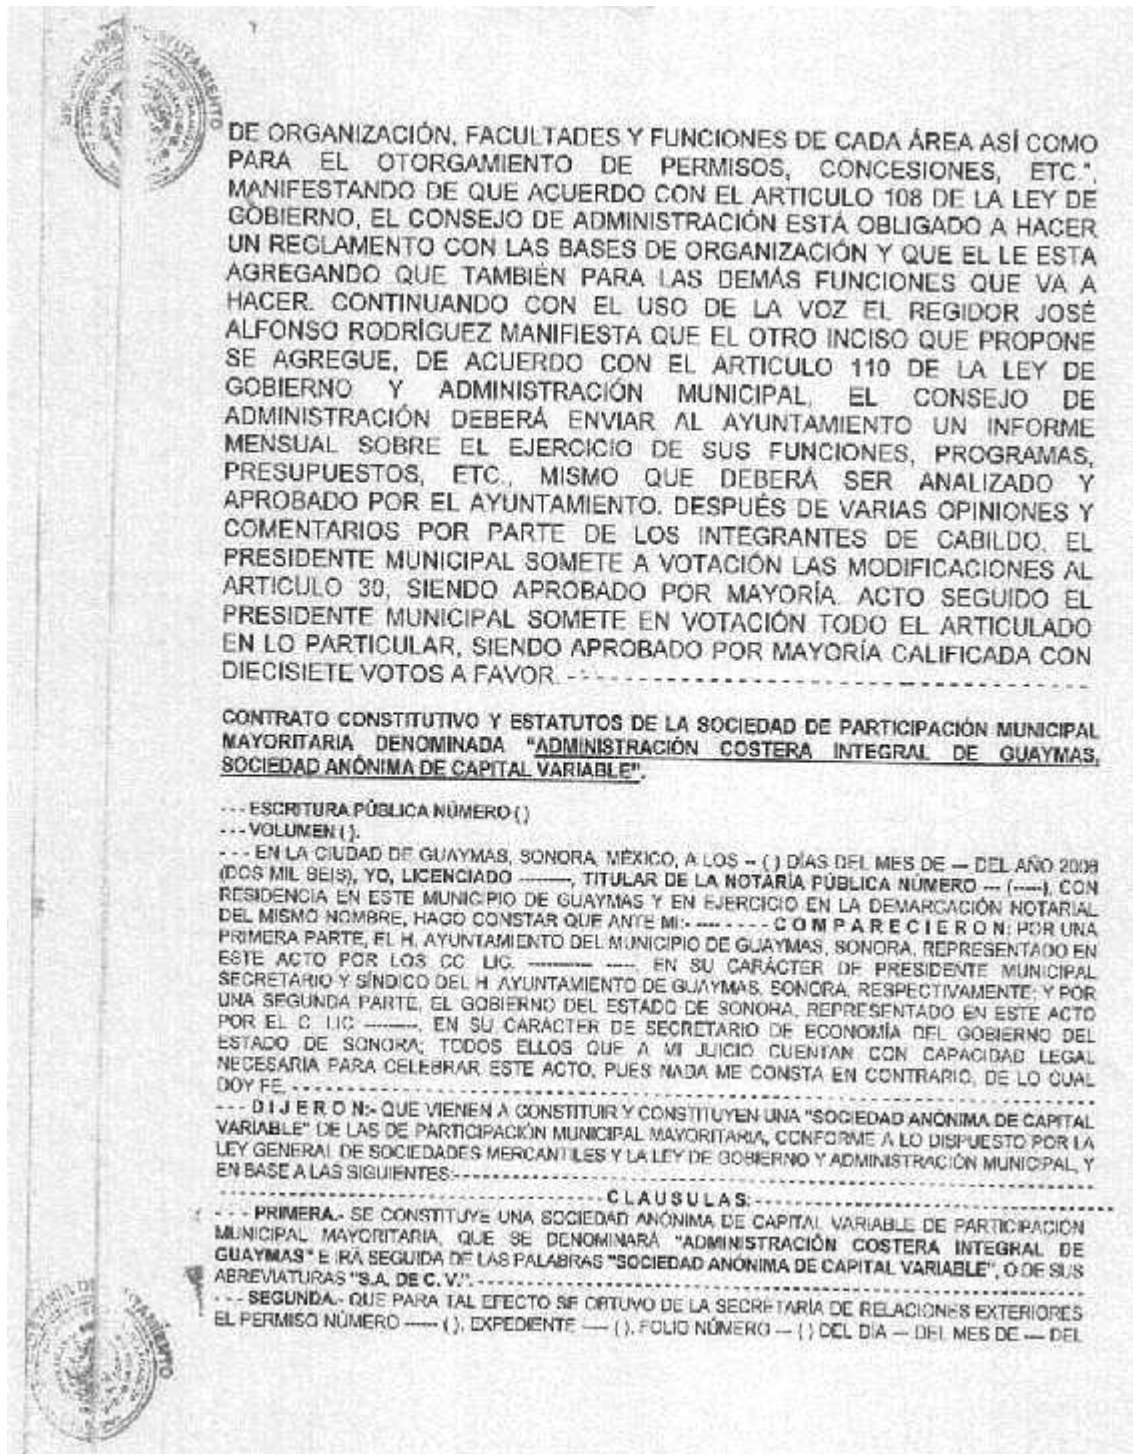 AYUNTAMIENTO
DE ORGANIZACIÓN, FACULTADES Y FUNCIONES DE CADA ÁREA ASÍ COMO
PARA EL OTORGAMIENTO DE PERMISOS, CONCESIONES, ETC.",
MANIFESTANDO DE QUE ACUERDO CON EL ARTICULO 108 DE LA LEY DE
GOBIERNO, EL CONSEJO DE ADMINISTRACIÓN ESTÁ OBLIGADO A HACER
UN REGLAMENTO CON LAS BASES DE ORGANIZACIÓN Y QUE EL LE ESTA
AGREGANDO QUE TAMBIÉN PARA LAS DEMÁS FUNCIONES QUE VA A
HACER. CONTINUANDO CON EL USO DE LA VOZ EL REGIDOR JOSÉ
ALFONSO RODRÍGUEZ MANIFIESTA QUE EL OTRO INCISO QUE PROPONE
SE AGREGUE, DE ACUERDO CON EL ARTICULO 110 DE LA LEY DE
GOBIERNO Y ADMINISTRACIÓN MUNICIPAL, EL CONSEJO DE
ADMINISTRACIÓN DEBERÁ ENVIAR AL AYUNTAMIENTO UN INFORME
MENSUAL SOBRE EL EJERCICIO DE SUS FUNCIONES, PROGRAMAS,
PRESUPUESTOS, ETC., MISMO QUE DEBERÁ SER ANALIZADO Y
APROBADO POR EL AYUNTAMIENTO. DESPUÉS DE VARIAS OPINIONES Y
COMENTARIOS POR PARTE DE LOS INTEGRANTES DE CABILDO, EL
PRESIDENTE MUNICIPAL SOMETE A VOTACIÓN LAS MODIFICACIONES AL
ARTICULO 30, SIENDO APROBADO POR MAYORÍA. ACTO SEGUIDO EL
PRESIDENTE MUNICIPAL SOMETE EN VOTACIÓN TODO EL ARTICULADO
EN LO PARTICULAR, SIENDO APROBADO POR MAYORÍA CALIFICADA CON
DIECISIETE VOTOS A FAVOR. - - - - - - - - - - - - - - - - - - - - - - - - - - - - - - - - - - - -
CONTRATO CONSTITUTIVO Y ESTATUTOS DE LA SOCIEDAD DE PARTICIPACIÓN MUNICIPAL
MAYORITARIA DENOMINADA "ADMINISTRACIÓN COSTERA INTEGRAL DE GUAYMAS,
SOCIEDAD ANÓNIMA DE CAPITAL VARIABLE".
- - - ESCRITURA PÚBLICA NÚMERO ( )
- - - VOLUMEN ( ).
- - - EN LA CIUDAD DE GUAYMAS, SONORA, MÉXICO, A LOS -- ( ) DÍAS DEL MES DE --- DEL AÑO 2006
(DOS MIL SEIS), YO, LICENCIADO --------, TITULAR DE LA NOTARÍA PÚBLICA NÚMERO --- (-----), CON
RESIDENCIA EN ESTE MUNICIPIO DE GUAYMAS Y EN EJERCICIO EN LA DEMARCACIÓN NOTARIAL
DEL MISMO NOMBRE, HAGO CONSTAR QUE ANTE MI:- ---- - - - - C O M P A R E C I E R O N: POR UNA
PRIMERA PARTE, EL H. AYUNTAMIENTO DEL MUNICIPIO DE GUAYMAS, SONORA, REPRESENTADO EN
ESTE ACTO POR LOS CC. LIC. ---------- ----, EN SU CARÁCTER DE PRESIDENTE MUNICIPAL
SECRETARIO Y SÍNDICO DEL H. AYUNTAMIENTO DE GUAYMAS, SONORA, RESPECTIVAMENTE; Y POR
UNA SEGUNDA PARTE, EL GOBIERNO DEL ESTADO DE SONORA, REPRESENTADO EN ESTE ACTO
POR EL C. LIC --------, EN SU CARÁCTER DE SECRETARIO DE ECONOMÍA DEL GOBIERNO DEL
ESTADO DE SONORA; TODOS ELLOS QUE A MI JUICIO CUENTAN CON CAPACIDAD LEGAL
NECESARIA PARA CELEBRAR ESTE ACTO, PUES NADA ME CONSTA EN CONTRARIO, DE LO CUAL
DOY FE. - - - - - - - - - - - - - - - - - - - - - - - - - - - - - - - - - - - - - - - - - - - - - - - -
- - - D I J E R O N:- QUE VIENEN A CONSTITUIR Y CONSTITUYEN UNA "SOCIEDAD ANÓNIMA DE CAPITAL
VARIABLE" DE LAS DE PARTICIPACIÓN MUNICIPAL MAYORITARIA, CONFORME A LO DISPUESTO POR LA
LEY GENERAL DE SOCIEDADES MERCANTILES Y LA LEY DE GOBIERNO Y ADMINISTRACIÓN MUNICIPAL, Y
EN BASE A LAS SIGUIENTES:- - - - - - - - - - - - - - - - - - - - - - - - - - - - - - - - - - - - - - - -
- - - - - - - - - - - - - - - - - - - - - - - - C L A U S U L A S: - - - - - - - - - - - - - - - - - - - - -
- - - PRIMERA.- SE CONSTITUYE UNA SOCIEDAD ANÓNIMA DE CAPITAL VARIABLE DE PARTICIPACIÓN
MUNICIPAL MAYORITARIA, QUE SE DENOMINARÁ "ADMINISTRACIÓN COSTERA INTEGRAL DE
GUAYMAS" E IRÁ SEGUIDA DE LAS PALABRAS "SOCIEDAD ANÓNIMA DE CAPITAL VARIABLE", O DE SUS
ABREVIATURAS "S.A. DE C. V.". - - - - - - - - - - - - - - - - - - - - - - - - - - - - - - - - - - - - -
- - - SEGUNDA.- QUE PARA TAL EFECTO SE OBTUVO DE LA SECRETARÍA DE RELACIONES EXTERIORES
EL PERMISO NÚMERO ----- ( ), EXPEDIENTE ---- ( ), FOLIO NÚMERO --- ( ) DEL DÍA --- DEL MES DE --- DEL